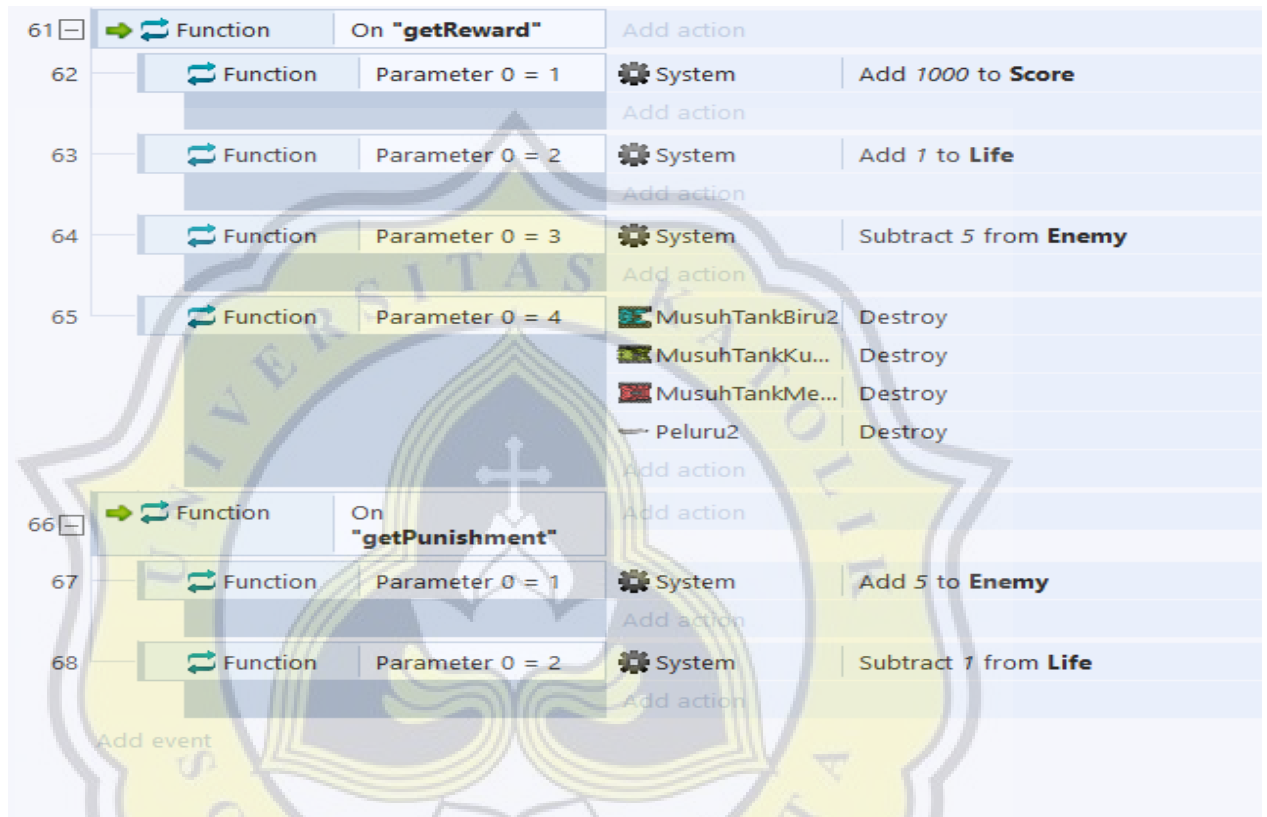 61 Function On "getReward" Add action
62 Function Parameter 0 = 1 System Add 1000 to Score
Add action
63 Function Parameter 0 = 2 System Add 1 to Life
Add action
64 Function Parameter 0 = 3 System Subtract 5 from Enemy
Add action
65 Function Parameter 0 = 4 MusuhTankBiru2 Destroy
MusuhTankKu... Destroy
MusuhTankMe... Destroy
Peluru2 Destroy
Add action
66 Function On "getPunishment" Add action
67 Function Parameter 0 = 1 System Add 5 to Enemy
Add action
68 Function Parameter 0 = 2 System Subtract 1 from Life
Add action
Add event
UNIVERSITAS KATOLIK